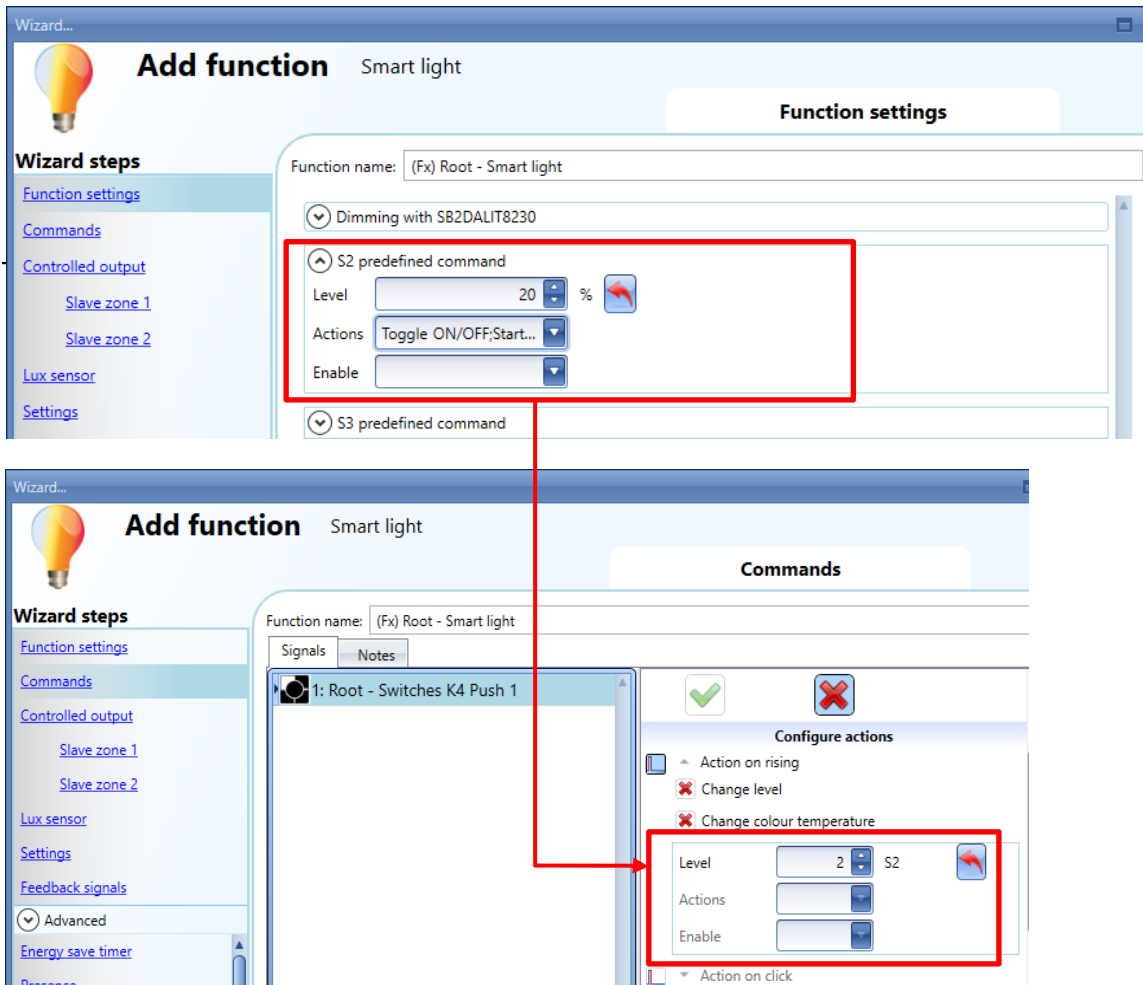 Wizard...
Add function Smart light
Function settings
Wizard steps
Function name: (Fx) Root - Smart light
Function settings
Commands
Controlled output
Slave zone 1
Slave zone 2
Lux sensor
Settings
Dimming with SB2DALIT8230
S2 predefined command
Level 20 %
Actions Toggle ON/OFF;Start...
Enable
S3 predefined command
Wizard...
Add function Smart light
Commands
Wizard steps
Function name: (Fx) Root - Smart light
Function settings
Commands
Controlled output
Slave zone 1
Slave zone 2
Lux sensor
Settings
Feedback signals
Advanced
Energy save timer
Presence
Signals Notes
1: Root - Switches K4 Push 1
Configure actions
Action on rising
Change level
Change colour temperature
Level 2 S2
Actions
Enable
Action on click